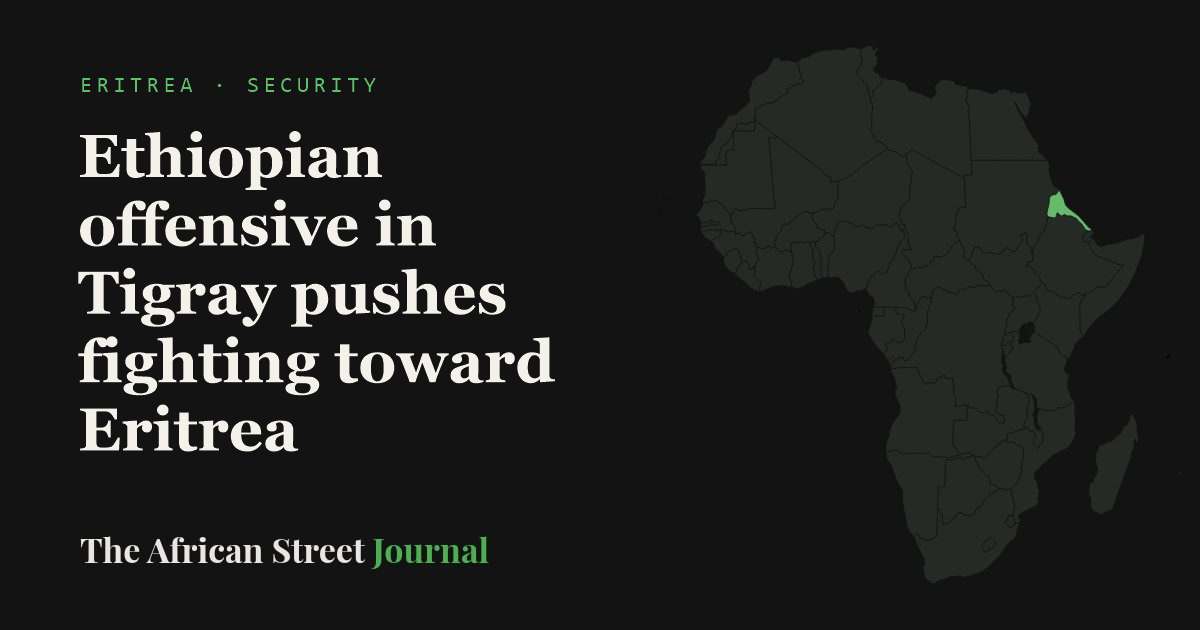 ERITREA · SECURITY
Ethiopian
offensive in
Tigray pushes
fighting toward
Eritrea
The African Street Journal